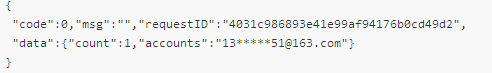 {
"code":0,"msg":"","requestID":"4031c986893e41e99af94176b0cd49d2",
"data":{"count":1,"accounts":"13*****51@163.com"}
}